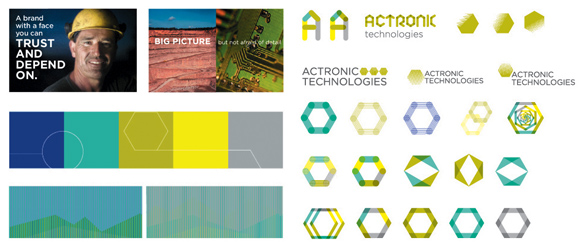 A brand
with a face
you can
TRUST
AND
DEPEND
ON.
BIG PICTURE
but not afraid of detail
ACTRONIC
technologies
ACTRONIC
TECHNOLOGIES
ACTRONIC
TECHNOLOGIES
ACTRONIC
TECHNOLOGIES